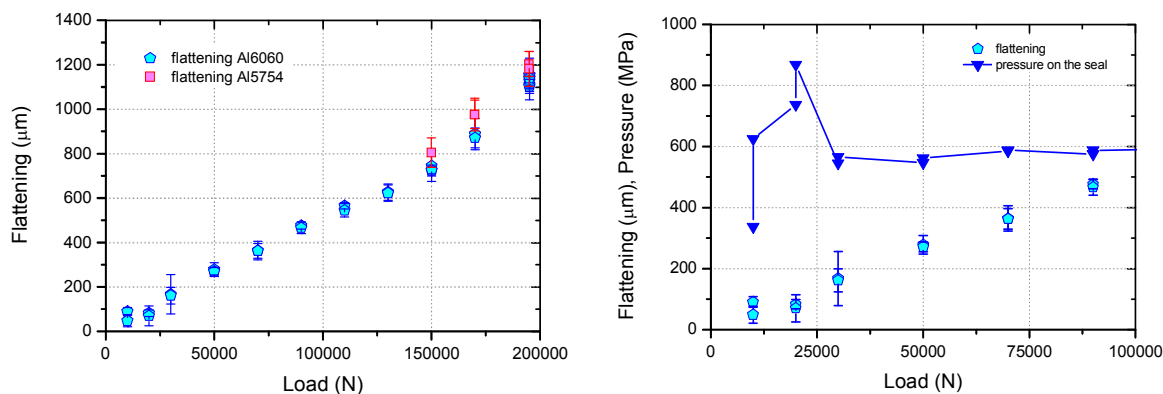 1400
1200
1000
800
600
400
200
0
Flattening (μm)
flattening Al6060
flattening Al5754
0 50000 100000 150000 200000
Load (N)
1000
800
600
400
200
0
Flattening (μm), Pressure (MPa)
flattening
pressure on the seal
0 25000 50000 75000 100000
Load (N)